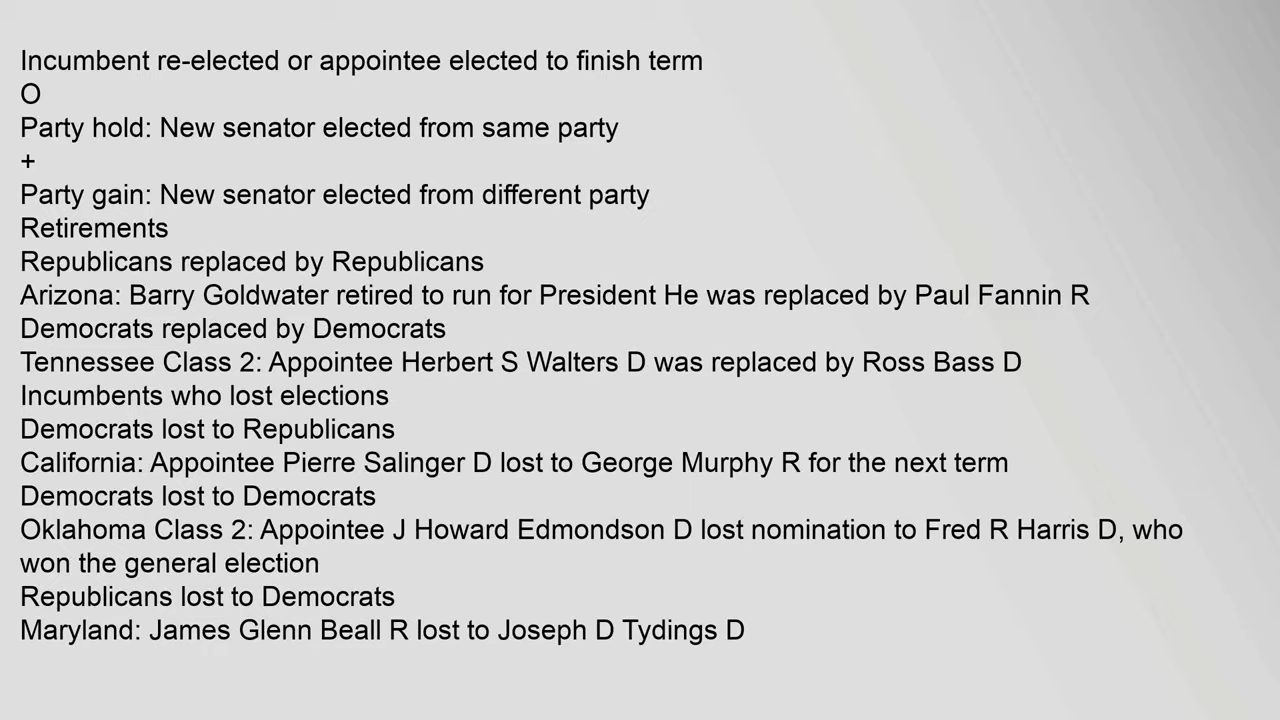 Incumbent re-elected or appointee elected to finish term
O
Party hold: New senator elected from same party
+
Party gain: New senator elected from different party
Retirements
Republicans replaced by Republicans
Arizona: Barry Goldwater retired to run for President He was replaced by Paul Fannin R
Democrats replaced by Democrats
Tennessee Class 2: Appointee Herbert S Walters D was replaced by Ross Bass D
Incumbents who lost elections
Democrats lost to Republicans
California: Appointee Pierre Salinger D lost to George Murphy R for the next term
Democrats lost to Democrats
Oklahoma Class 2: Appointee J Howard Edmondson D lost nomination to Fred R Harris D, who
won the general election
Republicans lost to Democrats
Maryland: James Glenn Beall R lost to Joseph D Tydings D